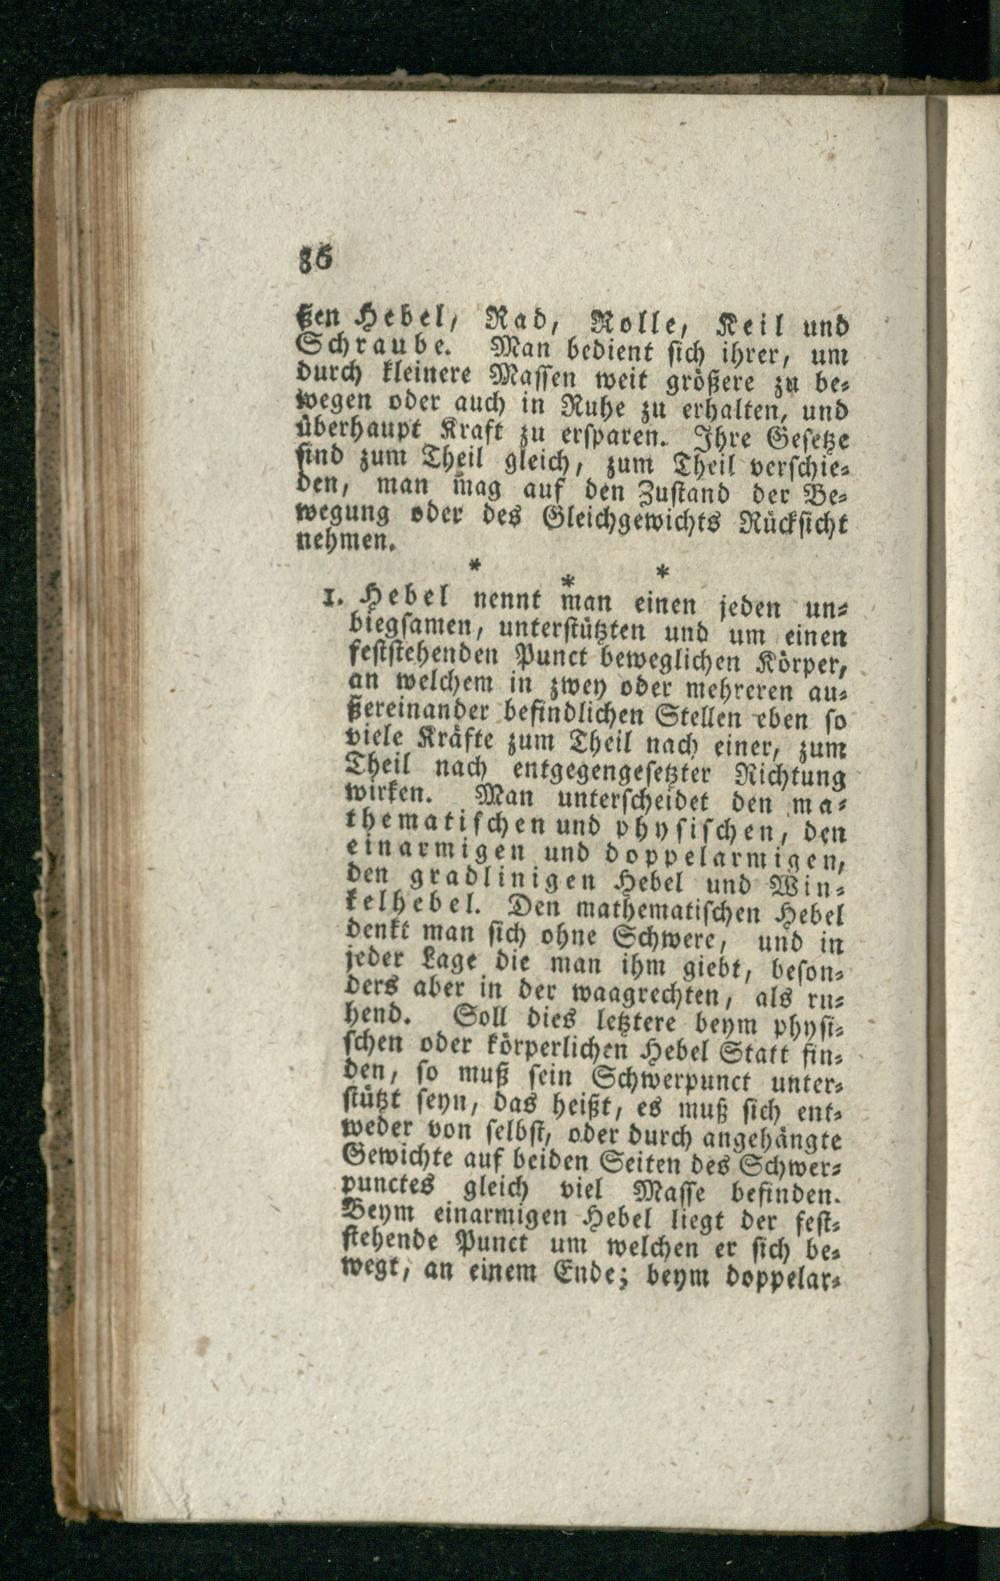 86
ßen Hebel, Rad, Rolle, Keil und
Schraube. Man bedient sich ihrer, um
durch kleinere Massen weit größere zu be-
wegen oder auch in Ruhe zu erhalten, und
überhaupt Kraft zu ersparen. Ihre Gesetze
sind zum Theil gleich, zum Theil verschie-
den, man mag auf den Zustand der Be-
wegung oder des Gleichgewichts Rücksicht
nehmen.
* * *
1. Hebel nennt man einen jeden un-
biegsamen, unterstützten und um einen
feststehenden Punct beweglichen Körper,
an welchem in zwey oder mehreren au-
ßereinander befindlichen Stellen eben so
viele Kräfte zum Theil nach einer, zum
Theil nach entgegengesetzter Richtung
wirken. Man unterscheidet den ma-
thematischen und physischen, den
einarmigen und doppelarmigen,
den gradlinigen Hebel und Win-
kelhebel. Den mathematischen Hebel
denkt man sich ohne Schwere, und in
jeder Lage die man ihm giebt, beson-
ders aber in der waagrechten, als ru-
hend. Soll dies letztere beym physi-
schen oder körperlichen Hebel Statt fin-
den, so muß sein Schwerpunct unter-
stützt seyn, das heißt, es muß sich ent-
weder von selbst, oder durch angehängte
Gewichte auf beiden Seiten des Schwer-
punctes gleich viel Masse befinden.
Beym einarmigen Hebel liegt der fest-
stehende Punct um welchen er sich be-
wegt, an einem Ende; beym doppelar-